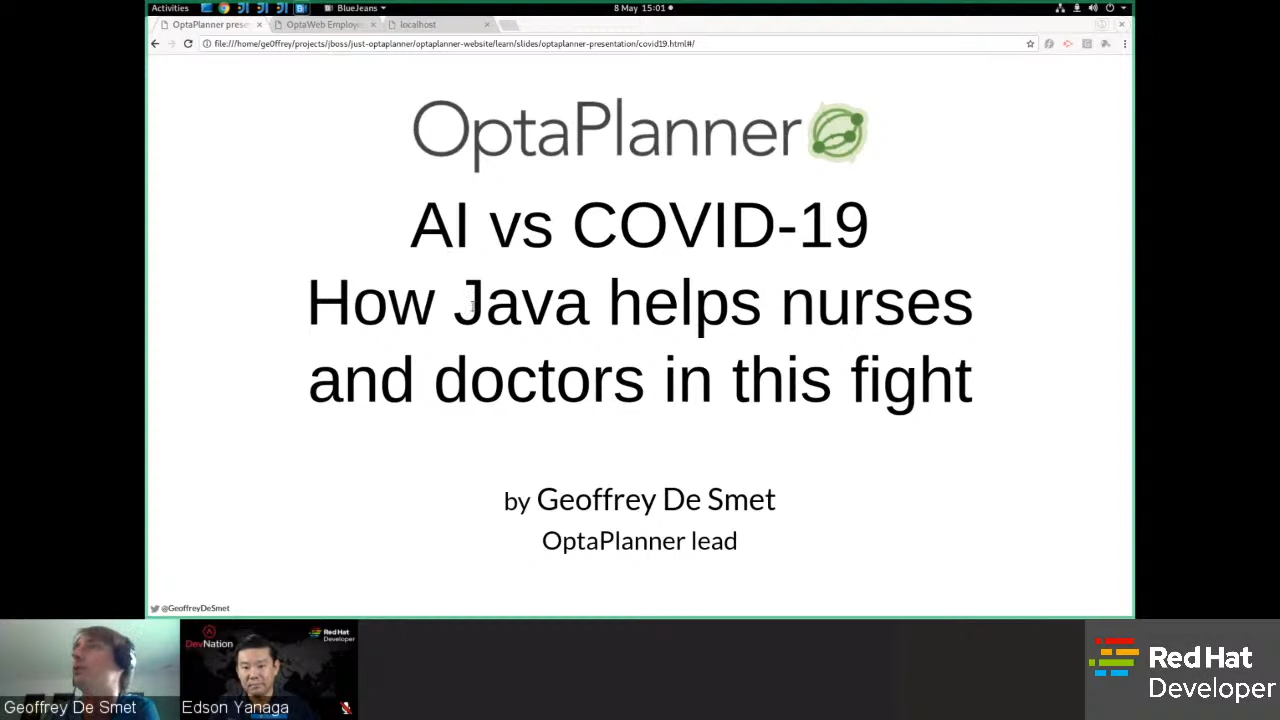 Activities
BlueJeans
8 May 15:01
OptaPlanner prese
OptaWeb Employe
localhost
file:///home/ge0ffrey/projects/jboss/just-optaplanner/optaplanner-website/learn/slides/optaplanner-presentation/covid19.html#/
OptaPlanner
AI vs COVID-19
How Java helps nurses
and doctors in this fight
by Geoffrey De Smet
OptaPlanner lead
@GeoffreyDeSmet
DevNation
Red Hat
Developer
Geoffrey De Smet
Edson Yanaga
Red Hat
Developer